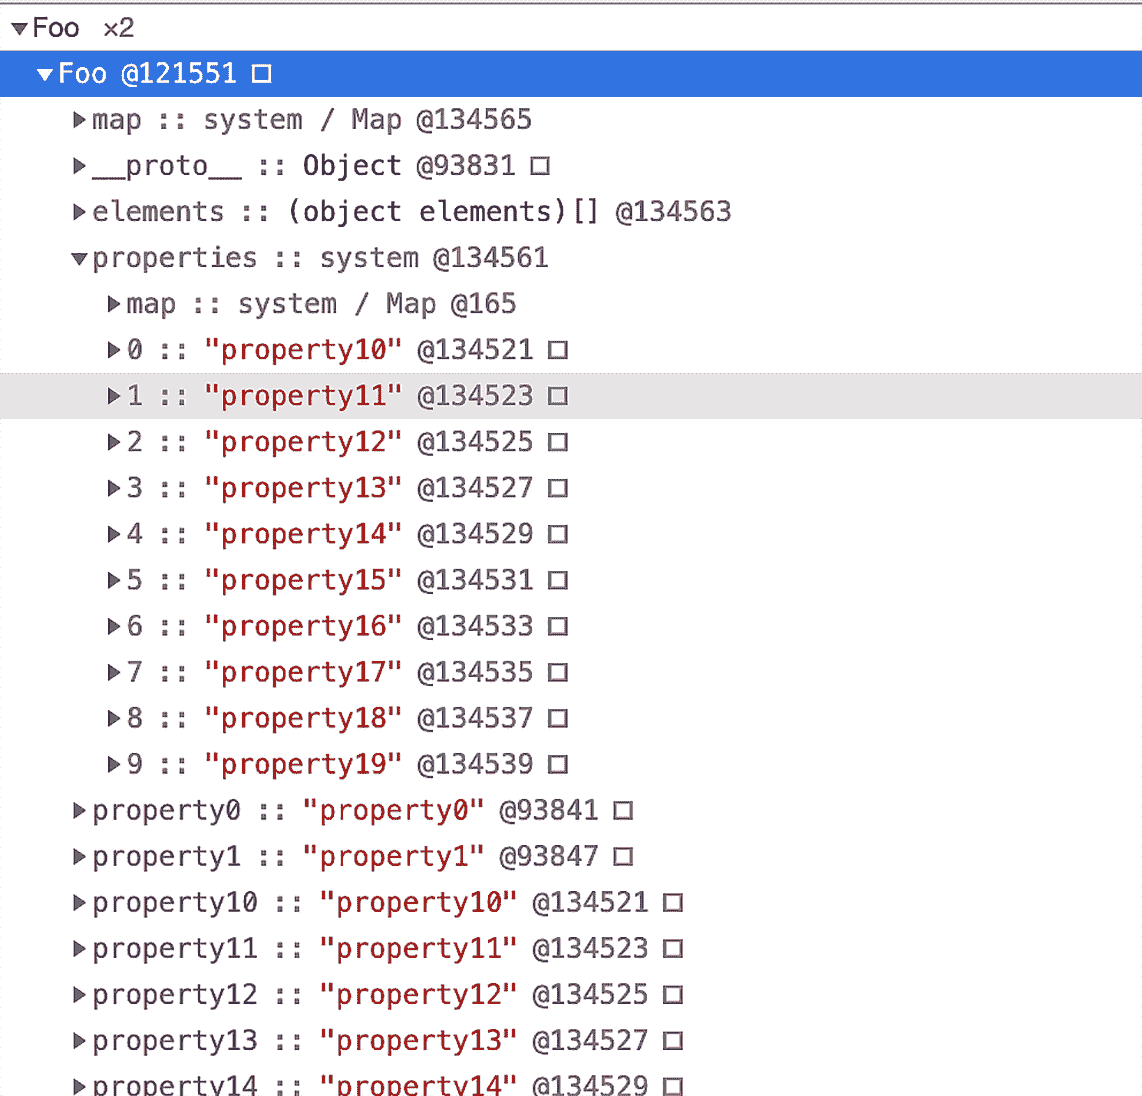 Foo ×2
Foo @121551
map :: system / Map @134565
__proto__ :: Object @93831
elements :: (object elements)[] @134563
properties :: system @134561
map :: system / Map @165
0 :: "property10" @134521
1 :: "property11" @134523
2 :: "property12" @134525
3 :: "property13" @134527
4 :: "property14" @134529
5 :: "property15" @134531
6 :: "property16" @134533
7 :: "property17" @134535
8 :: "property18" @134537
9 :: "property19" @134539
property0 :: "property0" @93841
property1 :: "property1" @93847
property10 :: "property10" @134521
property11 :: "property11" @134523
property12 :: "property12" @134525
property13 :: "property13" @134527
property14 :: "property14" @134529